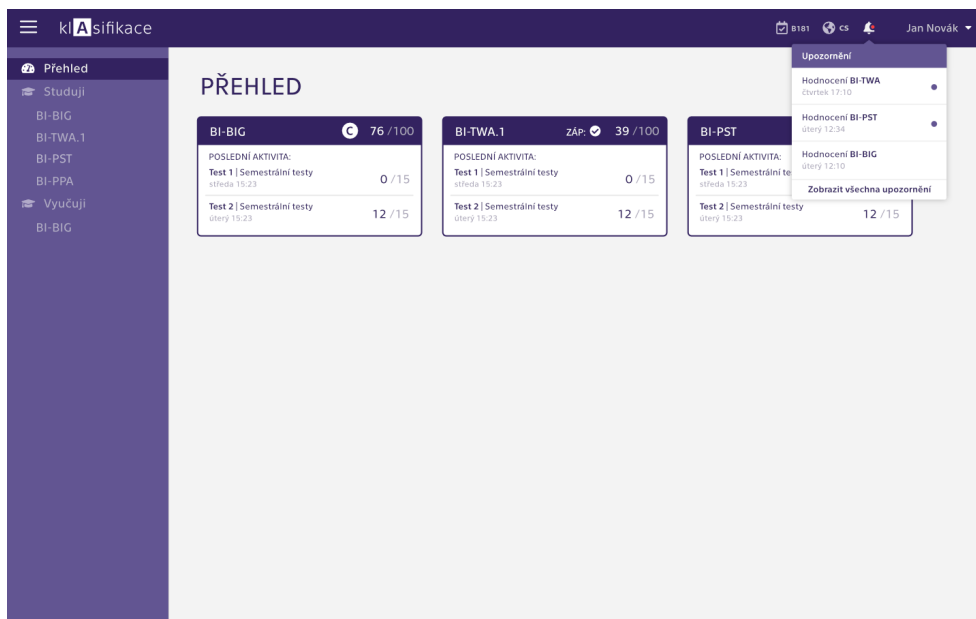 klAsifikace
B181
CS
Jan Novák
Přehled
Studuji
BI-BIG
BI-TWA.1
BI-PST
BI-PPA
Vyučuji
BI-BIG
PŘEHLED
BI-BIG
C
76 /100
POSLEDNÍ AKTIVITA:
Test 1 | Semestrální testy
středa 15:23
0 /15
Test 2 | Semestrální testy
úterý 15:23
12 /15
BI-TWA.1
ZÁP:
39 /100
POSLEDNÍ AKTIVITA:
Test 1 | Semestrální testy
středa 15:23
0 /15
Test 2 | Semestrální testy
úterý 15:23
12 /15
BI-PST
POSLEDNÍ AKTIVITA:
Test 1 | Semestrální te
středa 15:23
Test 2 | Semestrální testy
úterý 15:23
12 /15
Upozornění
Hodnocení BI-TWA
čtvrtek 17:10
Hodnocení BI-PST
úterý 12:34
Hodnocení BI-BIG
úterý 12:10
Zobrazit všechna upozornění